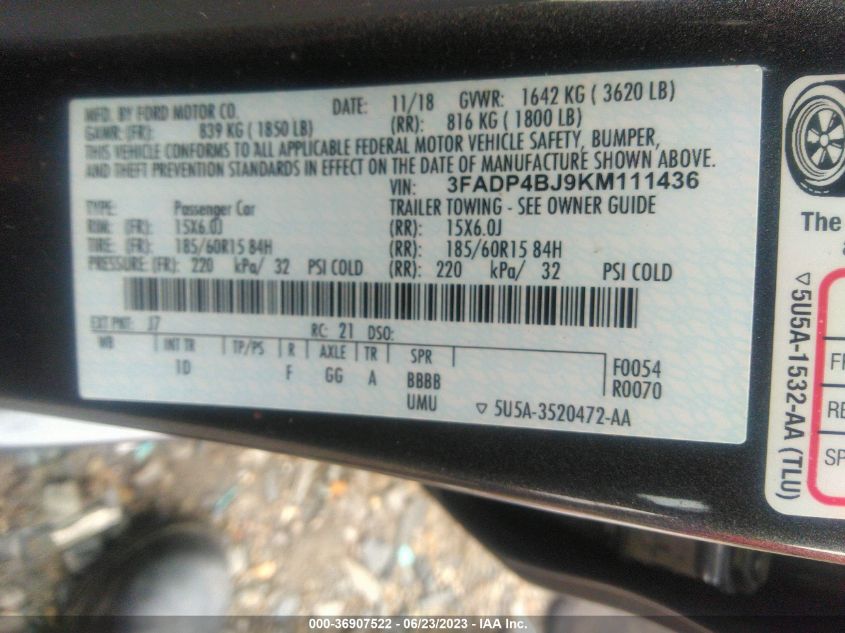 MFD. BY FORD MOTOR CO. DATE: 11/18 GVWR: 1642 KG ( 3620 LB)
GAWR: (FR): 839 KG ( 1850 LB) (RR): 816 KG ( 1800 LB)
THIS VEHICLE CONFORMS TO ALL APPLICABLE FEDERAL MOTOR VEHICLE SAFETY, BUMPER,
AND THEFT PREVENTION STANDARDS IN EFFECT ON THE DATE OF MANUFACTURE SHOWN ABOVE.
VIN: 3FADP4BJ9KM111436
TYPE: Passenger Car TRAILER TOWING - SEE OWNER GUIDE
RIM: (FR): 15X6.0J (RR): 15X6.0J
TIRE: (FR): 185/60R15 84H (RR): 185/60R15 84H
PRESSURE: (FR): 220 kPa/ 32 PSI COLD (RR): 220 kPa/ 32 PSI COLD
EXT PNT: J7 RC: 21 DSO:
WB INT TR TP/PS R AXLE TR SPR
1D F GG A BBBB
UMU
F0054
R0070
▽ 5U5A-3520472-AA
The
▽5U5A-1532-AA (TLU)
FR
RE
SP
000-36907522 - 06/23/2023 - IAA Inc.